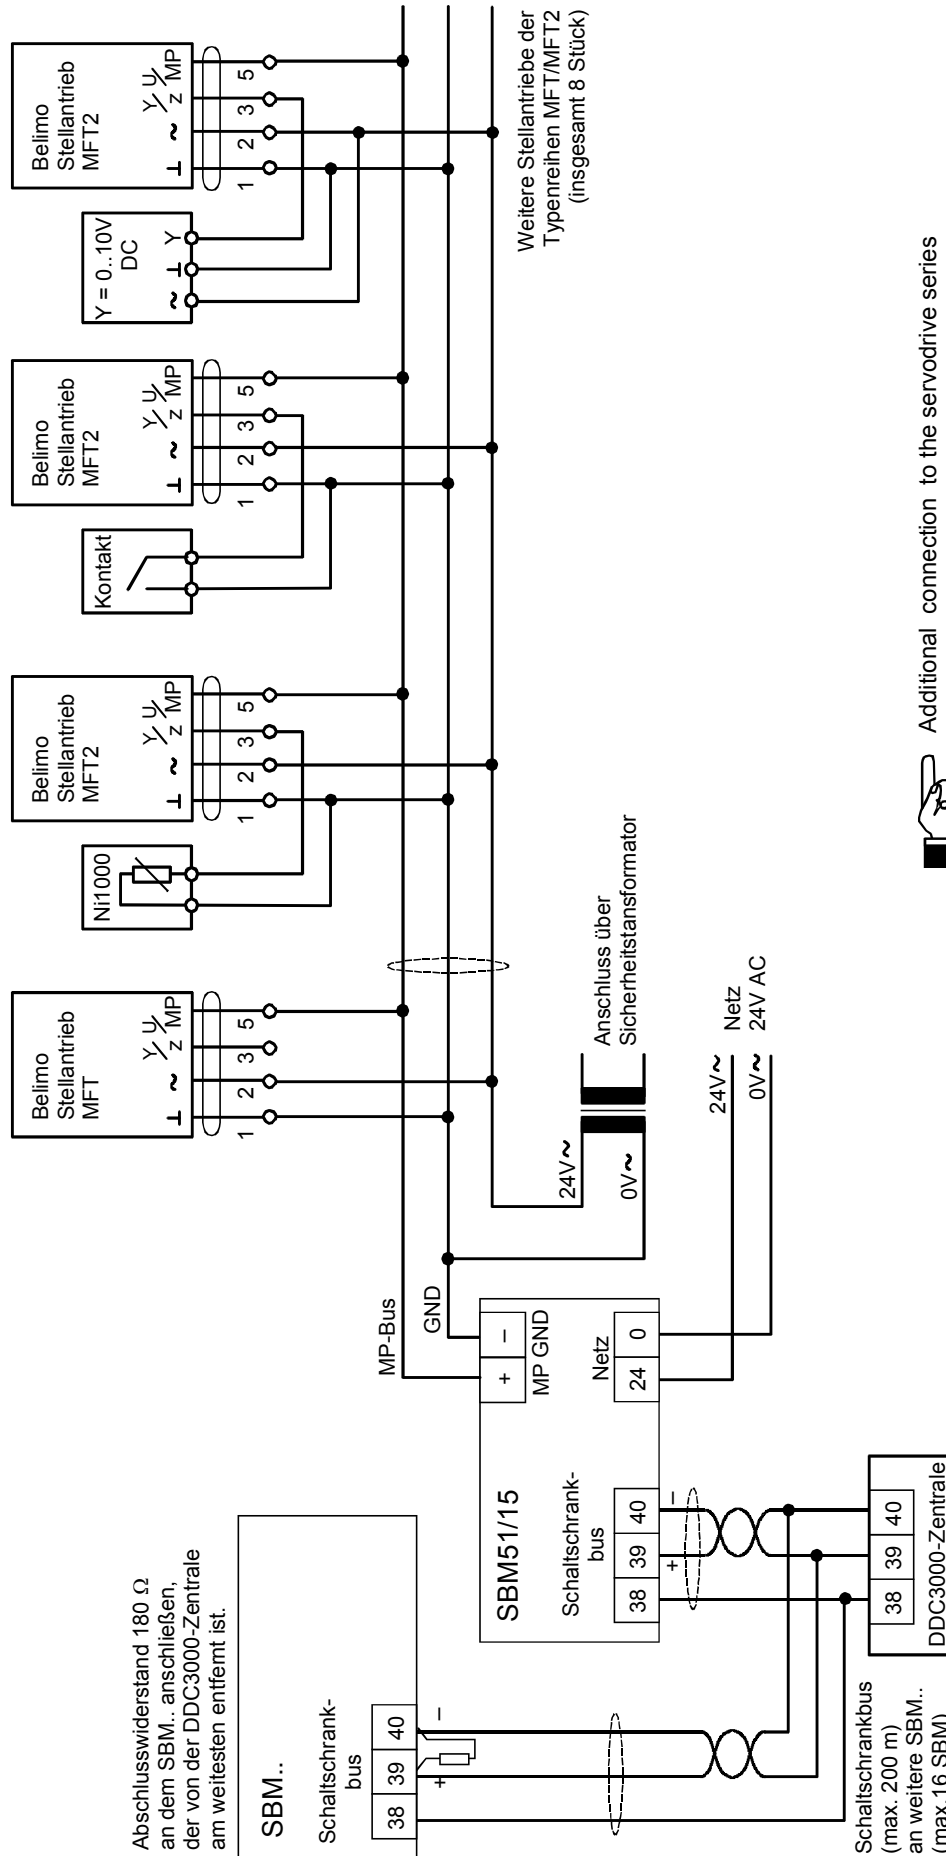 Abschlusswiderstand 180 Ω
an dem SBM.. anschließen,
der von der DDC3000-Zentrale
am weitesten entfernt ist.
SBM..
Schaltschrank-
bus
38 39 40
+ –
Schaltschrankbus
(max. 200 m)
an weitere SBM..
(max.16 SBM)
DDC3000-Zentrale
38 39 40
SBM51/15
Schaltschrank-
bus
38 39 40
+ –
Netz
24 0
+ –
MP GND
MP-Bus
GND
24V~
0V~
Netz
24V AC
24V~
0V~
Anschluss über
Sicherheitstansformator
Belimo
Stellantrieb
MFT
⊥ ~ Y/Z U/MP
1 2 3 5
Ni1000
Belimo
Stellantrieb
MFT2
⊥ ~ Y/Z U/MP
1 2 3 5
Kontakt
Belimo
Stellantrieb
MFT2
⊥ ~ Y/Z U/MP
1 2 3 5
Y = 0..10V
DC
~ ⊥ Y
Belimo
Stellantrieb
MFT2
⊥ ~ Y/Z U/MP
1 2 3 5
Weitere Stellantriebe der
Typenreihen MFT/MFT2
(insgesamt 8 Stück)
Additional connection to the servodrive series